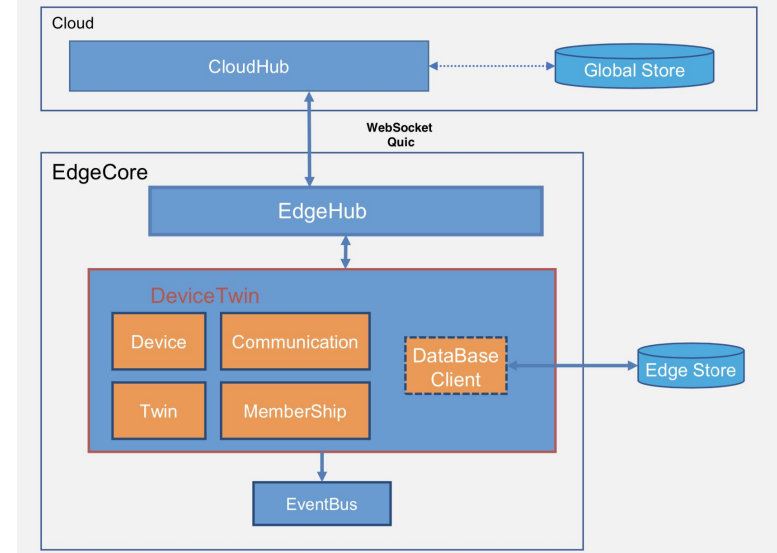 Cloud
CloudHub
Global Store
WebSocket
Quic
EdgeCore
EdgeHub
DeviceTwin
Device
Communication
DataBase
Client
Edge Store
Twin
MemberShip
EventBus